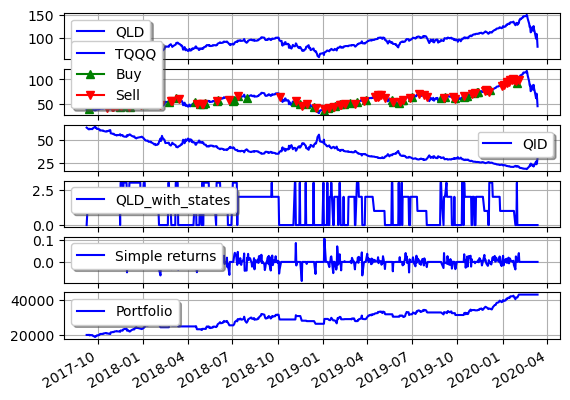 150
100
QLD
TQQQ
Buy
Sell
100
50
50
25
QID
2.5
0.0
QLD_with_states
0.1
0.0
Simple returns
40000
20000
Portfolio
2017-10
2018-01
2018-04
2018-07
2018-10
2019-01
2019-04
2019-07
2019-10
2020-01
2020-04